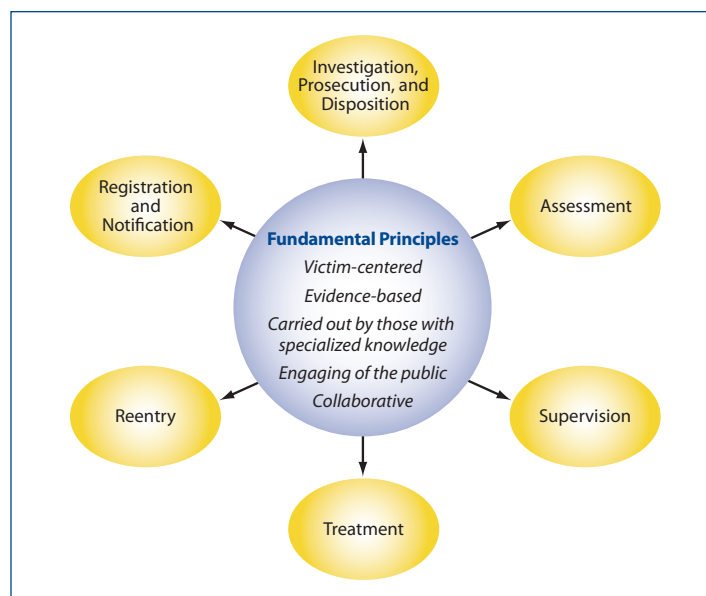 Investigation,
Prosecution, and
Disposition
Registration
and
Notification
Assessment
Fundamental Principles
Victim-centered
Evidence-based
Carried out by those with
specialized knowledge
Engaging of the public
Collaborative
Reentry
Supervision
Treatment